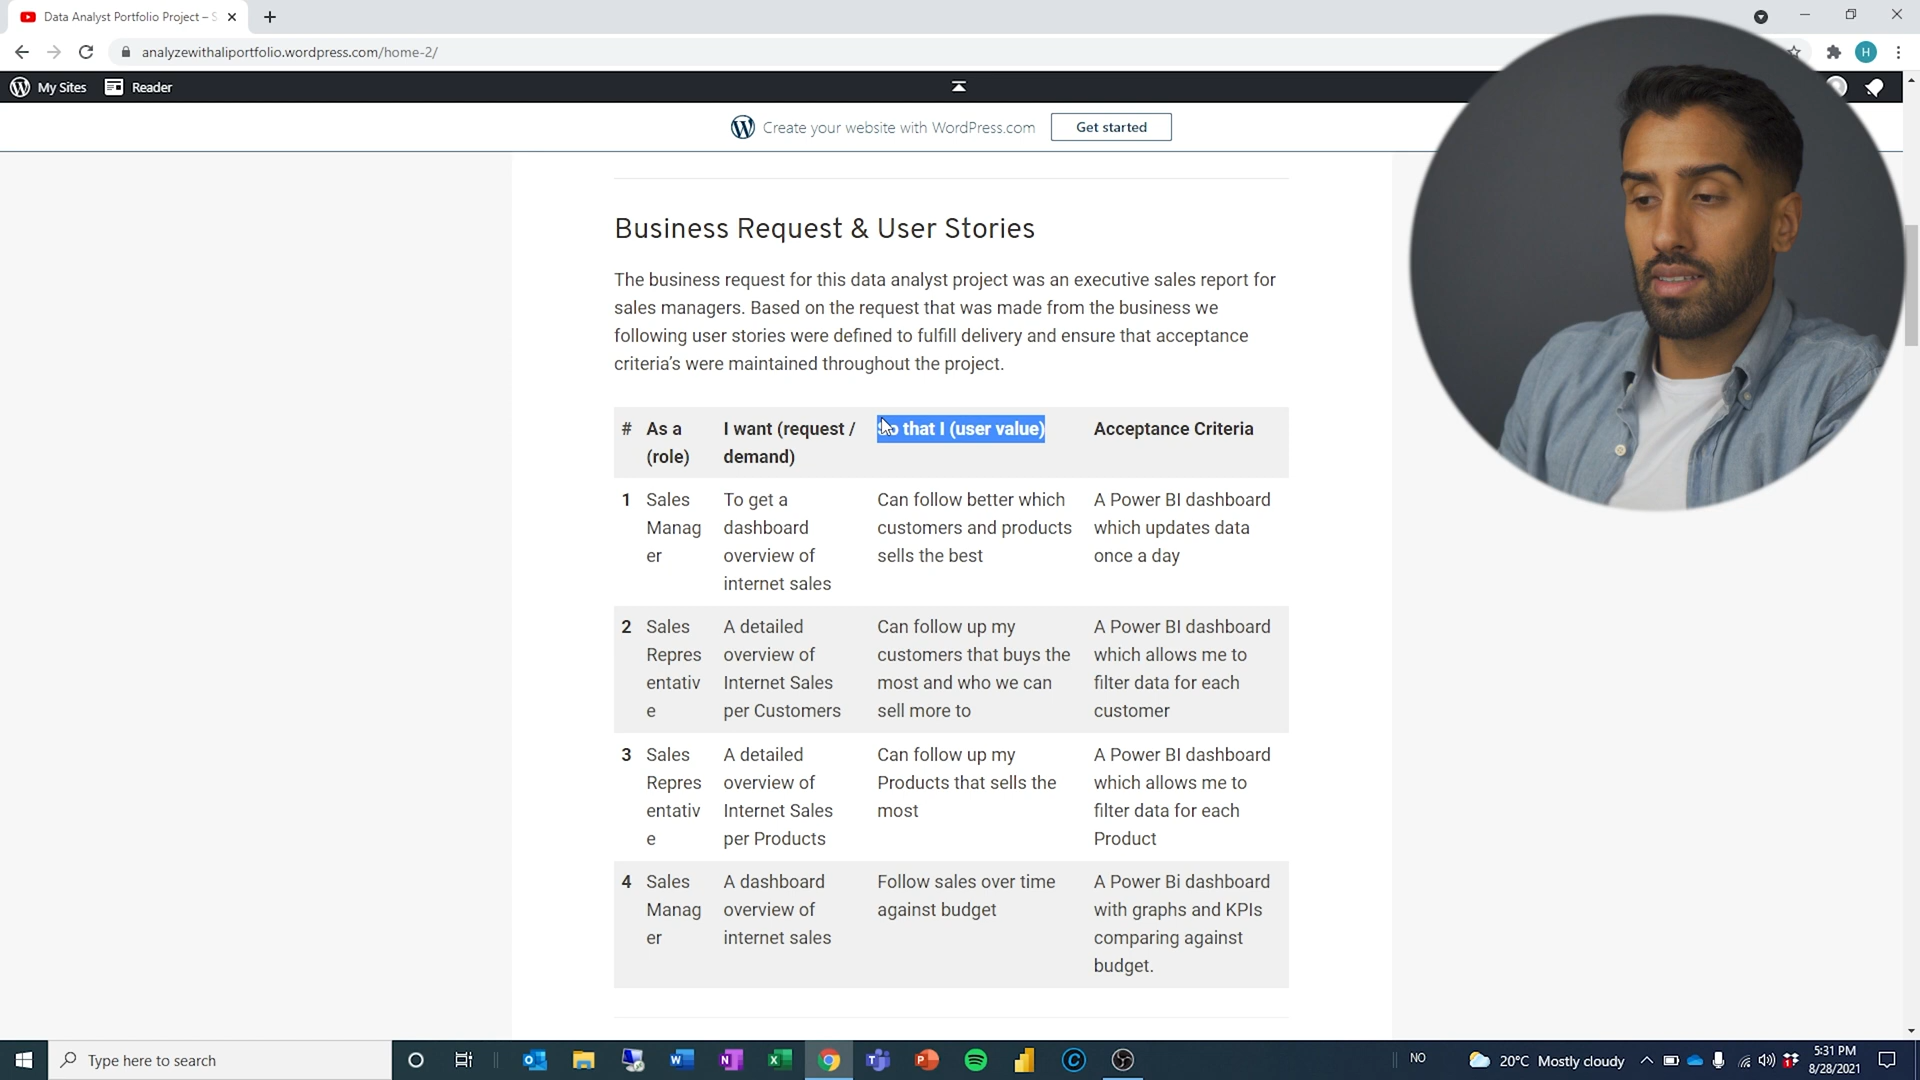 Data Analyst Portfolio Project – S
analyzewithaliportfolio.wordpress.com/home-2/
H
My Sites
Reader
Create your website with WordPress.com
Get started
Business Request & User Stories
The business request for this data analyst project was an executive sales report for
sales managers. Based on the request that was made from the business we
following user stories were defined to fulfill delivery and ensure that acceptance
criteria’s were maintained throughout the project.
# As a I want (request / So that I (user value) Acceptance Criteria
(role) demand)
1 Sales To get a Can follow better which A Power BI dashboard
Manag dashboard customers and products which updates data
er overview of sells the best once a day
internet sales
2 Sales A detailed Can follow up my A Power BI dashboard
Repres overview of customers that buys the which allows me to
entativ Internet Sales most and who we can filter data for each
e per Customers sell more to customer
3 Sales A detailed Can follow up my A Power BI dashboard
Repres overview of Products that sells the which allows me to
entativ Internet Sales most filter data for each
e per Products Product
4 Sales A dashboard Follow sales over time A Power Bi dashboard
Manag overview of against budget with graphs and KPIs
er internet sales comparing against
budget.
Type here to search
NO
20°C Mostly cloudy
5:31 PM
8/28/2021